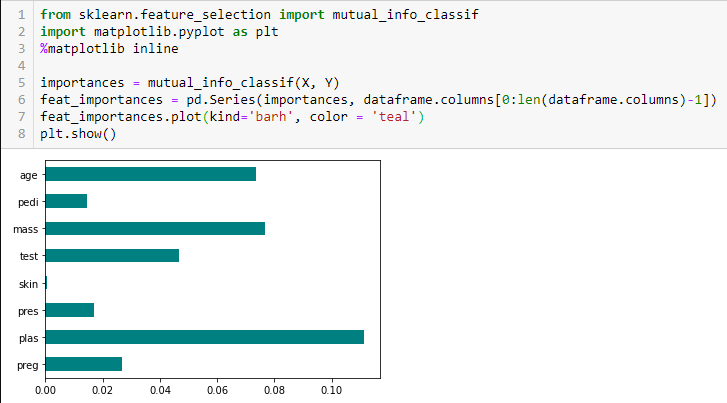 1 from sklearn.feature_selection import mutual_info_classif
2 import matplotlib.pyplot as plt
3 %matplotlib inline
4
5 importances = mutual_info_classif(X, Y)
6 feat_importances = pd.Series(importances, dataframe.columns[0:len(dataframe.columns)-1])
7 feat_importances.plot(kind='barh', color = 'teal')
8 plt.show()
age
pedi
mass
test
skin
pres
plas
preg
0.00 0.02 0.04 0.06 0.08 0.10